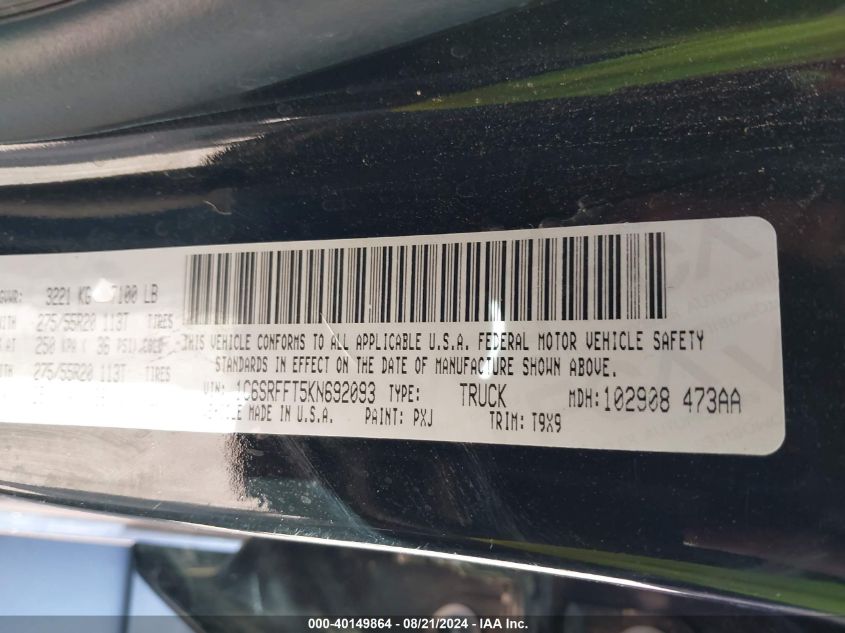 GVWR: 3221 KG 7100 LB
WITH 275/55R20 113T TIRES
AT 250 KPA ( 36 PSI) COLD
275/55R20 113T TIRES
THIS VEHICLE CONFORMS TO ALL APPLICABLE U.S.A. FEDERAL MOTOR VEHICLE SAFETY
STANDARDS IN EFFECT ON THE DATE OF MANUFACTURE SHOWN ABOVE.
VIN: 1C6SRFFT5KN692093 TYPE: TRUCK MDH:102908 473AA
VEHICLE MADE IN U.S.A. PAINT: PXJ TRIM: T9X9
000-40149864 / 08/21/2024 / IAA Inc.